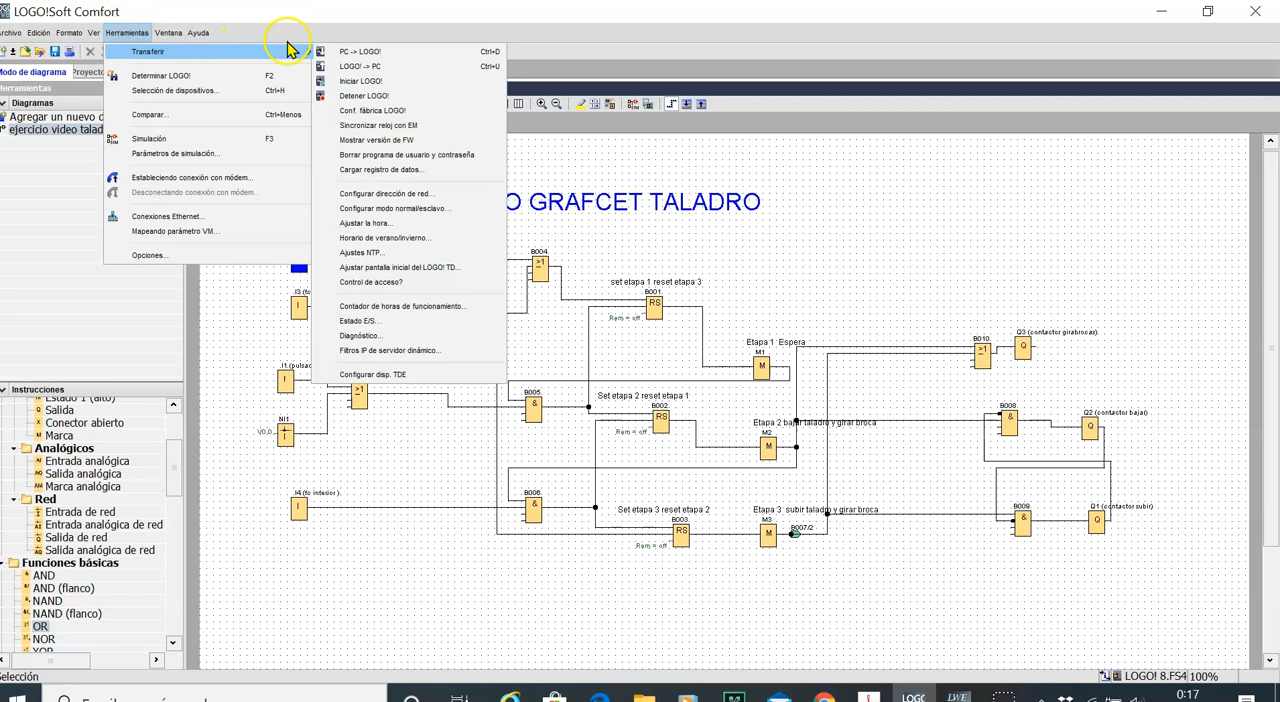 LOGO!Soft Comfort
Archivo Edición Formato Ver Herramientas Ventana Ayuda
Transferir
Determinar LOGO! F2
Selección de dispositivos... Ctrl+H
Comparar... Ctrl+Menos
Simulación F3
Parámetros de simulación...
Estableciendo conexión con módem...
Desconectando conexión con módem...
Conexiones Ethernet...
Mapeando parámetro VM...
Opciones...
PC -> LOGO! Ctrl+D
LOGO! -> PC Ctrl+U
Iniciar LOGO!
Detener LOGO!
Conf. fábrica LOGO!
Sincronizar reloj con EM
Mostrar versión de FW
Borrar programa de usuario y contraseña
Cargar registro de datos...
Configurar dirección de red...
Configurar modo normal/esclavo...
Ajustar la hora...
Horario de verano/invierno...
Ajustes NTP...
Ajustar pantalla inicial del LOGO! TD...
Control de acceso?
Contador de horas de funcionamiento...
Estado E/S...
Diagnóstico...
Filtros IP de servidor dinámico...
Configurar disp. TDE
Modo de diagrama Proyecto
Herramientas
Diagramas
Agregar un nuevo d
ejercicio video talad
Instrucciones
Estado 1 (alto)
Salida
Conector abierto
Marca
Analógicos
Entrada analógica
Salida analógica
Marca analógica
Red
Entrada de red
Entrada analógica de red
Salida de red
Salida analógica de red
Funciones básicas
AND
AND (flanco)
NAND
NAND (flanco)
OR
NOR
XOR
O GRAFCET TALADRO
B004
>1
set etapa 1 reset etapa 3
B001
RS
Rem = off
I3 (fc
I
Etapa 1 Espera
M1
M
B010
>1
Q3 (contactor girabrocas)
Q
I1 (pulsac
I
>1
B005
&
Set etapa 2 reset etapa 1
B002
RS
Rem = off
NI1
V0.0
Etapa 2 bajar taladro y girar broca
M2
M
B008
&
Q2 (contactor bajar)
Q
I4 (fc inferior )
I
B006
&
Set etapa 3 reset etapa 2
B003
RS
Rem = off
Etapa 3 subir taladro y girar broca
M3
M
B007/2
B009
&
Q1 (contactor subir)
Q
Selección
LOGO! 8.FS4 100%
LOGO
LWE
0:17